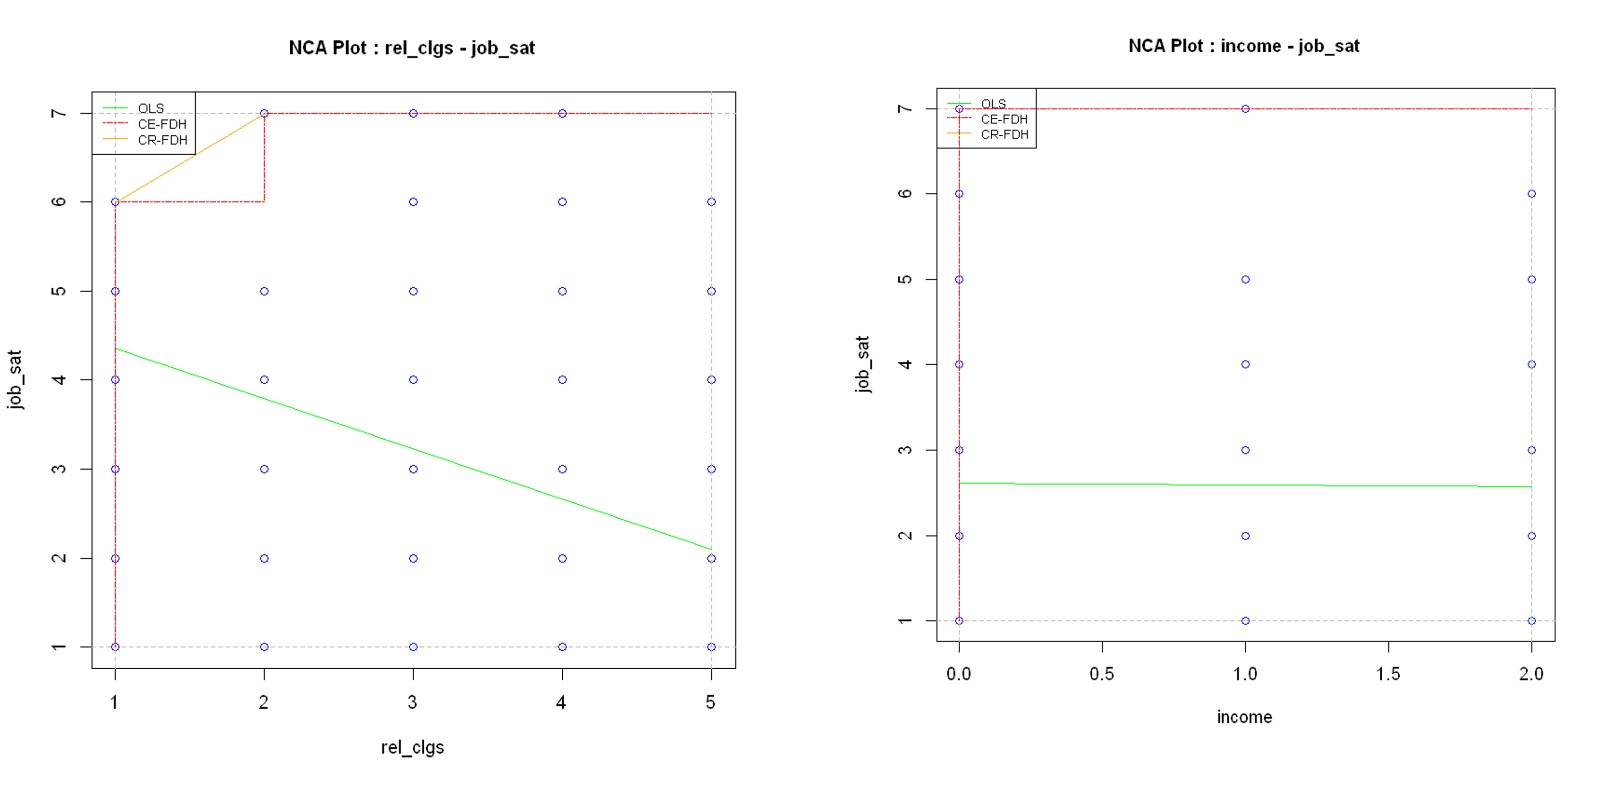 NCA Plot : rel_clgs - job_sat
OLS
CE-FDH
CR-FDH
7
6
5
4
3
2
1
job_sat
1 2 3 4 5
rel_clgs
NCA Plot : income - job_sat
OLS
CE-FDH
CR-FDH
7
6
5
4
3
2
1
job_sat
0.0 0.5 1.0 1.5 2.0
income